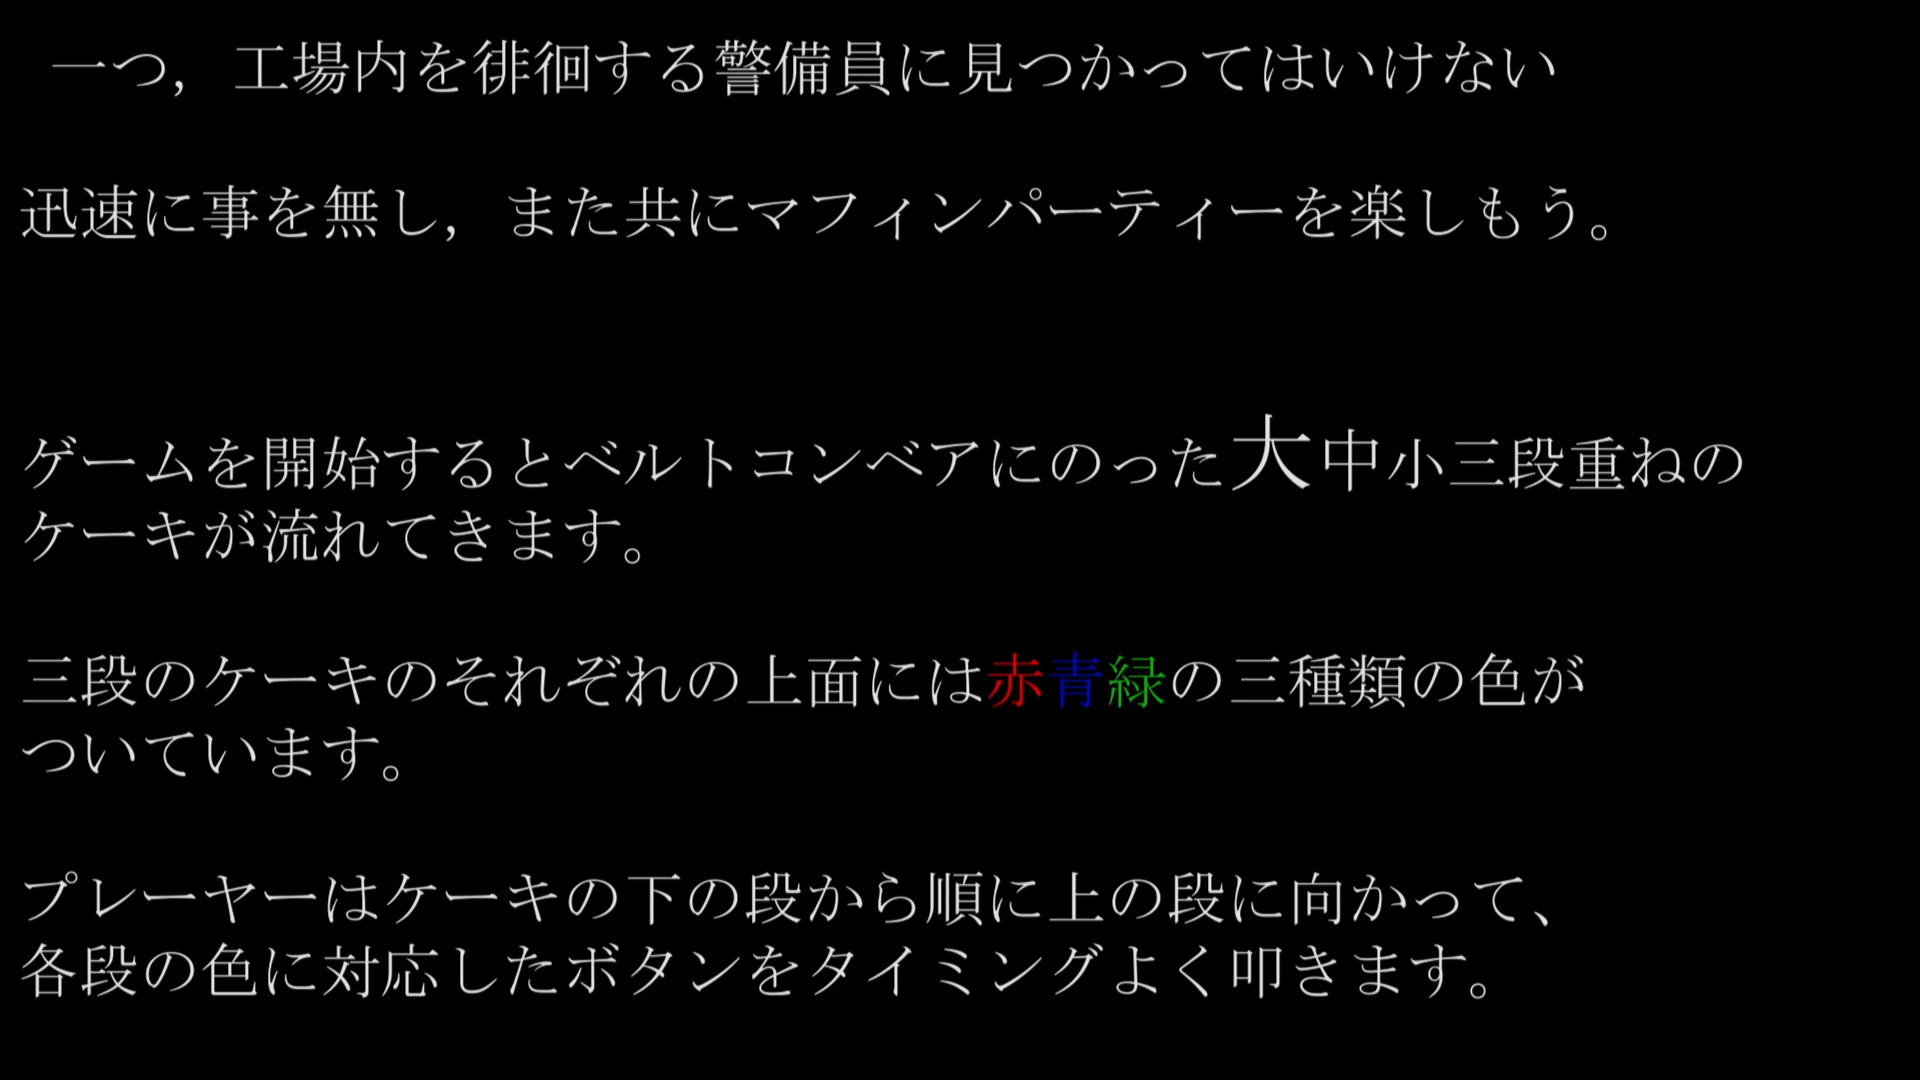 一つ，工場内を徘徊する警備員に見つかってはいけない
迅速に事を無し，また共にマフィンパーティーを楽しもう。
ゲームを開始するとベルトコンベアにのった大中小三段重ねの
ケーキが流れてきます。
三段のケーキのそれぞれの上面には赤青緑の三種類の色が
ついています。
プレーヤーはケーキの下の段から順に上の段に向かって、
各段の色に対応したボタンをタイミングよく叩きます。